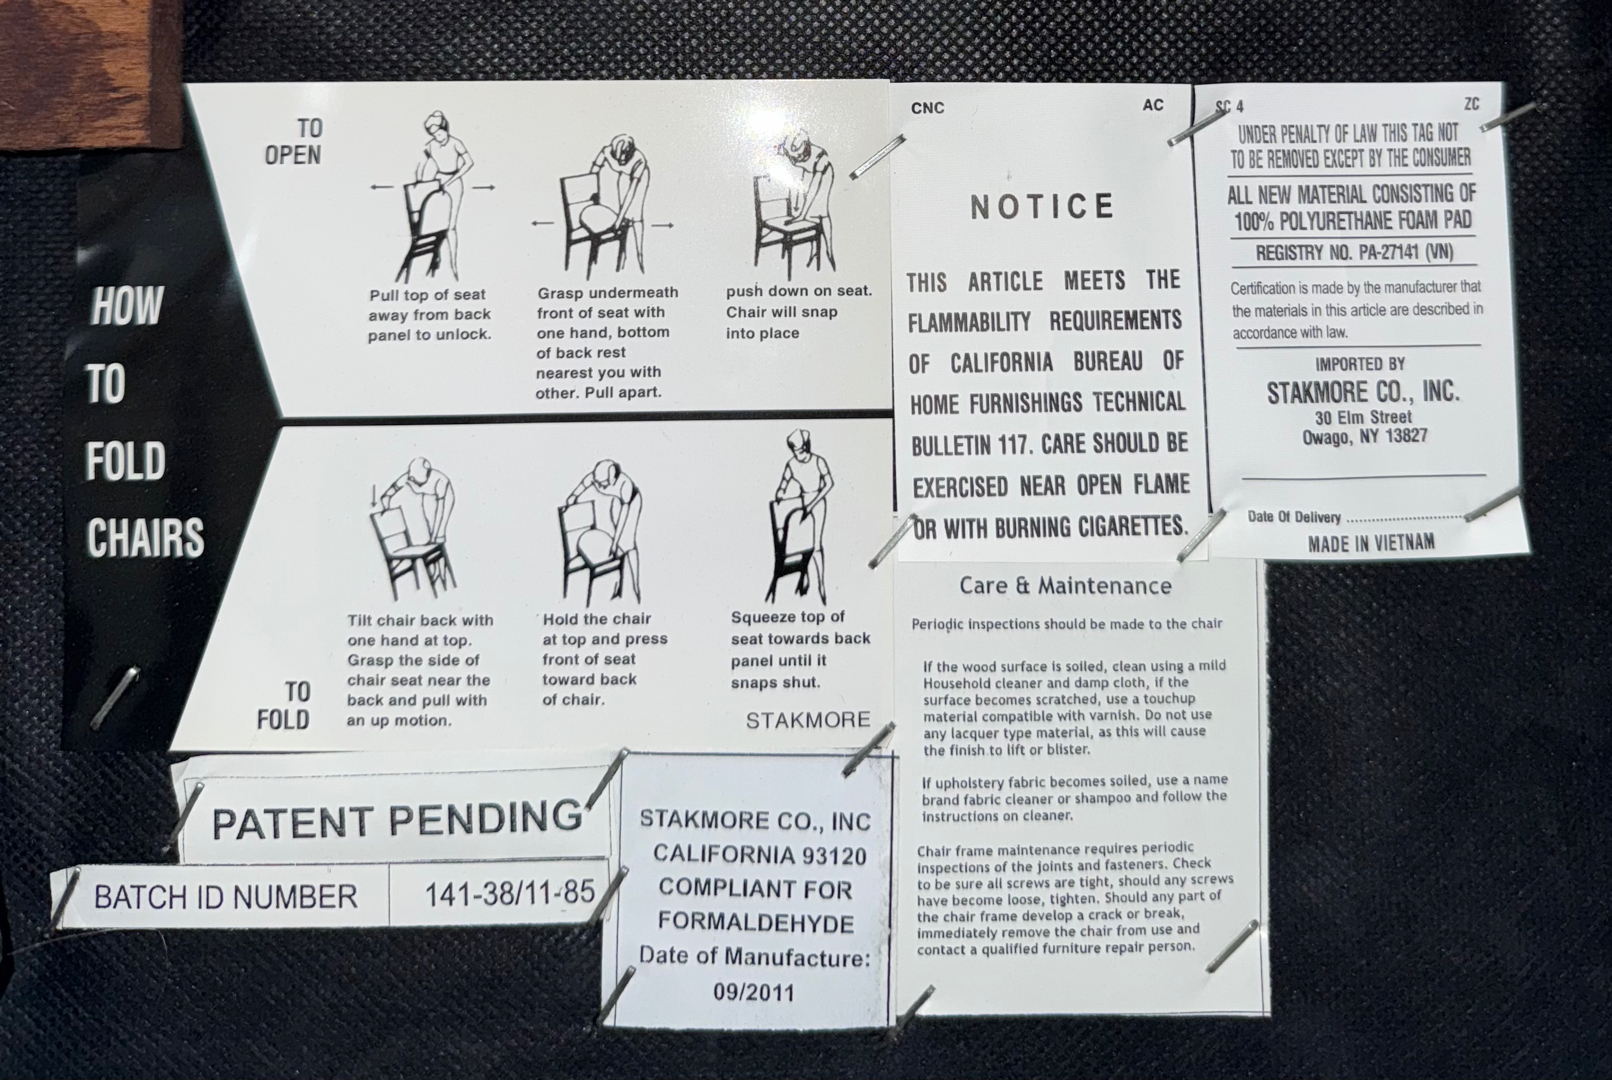 HOW
TO
FOLD
CHAIRS
TO
OPEN
Pull top of seat
away from back
panel to unlock.
Grasp undermeath
front of seat with
one hand, bottom
of back rest
nearest you with
other. Pull apart.
push down on seat.
Chair will snap
into place
TO
FOLD
Tilt chair back with
one hand at top.
Grasp the side of
chair seat near the
back and pull with
an up motion.
Hold the chair
at top and press
front of seat
toward back
of chair.
Squeeze top of
seat towards back
panel until it
snaps shut.
STAKMORE
CNC AC
NOTICE
THIS ARTICLE MEETS THE
FLAMMABILITY REQUIREMENTS
OF CALIFORNIA BUREAU OF
HOME FURNISHINGS TECHNICAL
BULLETIN 117. CARE SHOULD BE
EXERCISED NEAR OPEN FLAME
OR WITH BURNING CIGARETTES.
SC 4 ZC
UNDER PENALTY OF LAW THIS TAG NOT
TO BE REMOVED EXCEPT BY THE CONSUMER
ALL NEW MATERIAL CONSISTING OF
100% POLYURETHANE FOAM PAD
REGISTRY NO. PA-27141 (VN)
Certification is made by the manufacturer that
the materials in this article are described in
accordance with law.
IMPORTED BY
STAKMORE CO., INC.
30 Elm Street
Owago, NY 13827
Date Of Delivery ................................
MADE IN VIETNAM
PATENT PENDING
BATCH ID NUMBER 141-38/11-85
STAKMORE CO., INC
CALIFORNIA 93120
COMPLIANT FOR
FORMALDEHYDE
Date of Manufacture:
09/2011
Care & Maintenance
Periodic inspections should be made to the chair
If the wood surface is soiled, clean using a mild
Household cleaner and damp cloth, if the
surface becomes scratched, use a touchup
material compatible with varnish. Do not use
any lacquer type material, as this will cause
the finish to lift or blister.
If upholstery fabric becomes soiled, use a name
brand fabric cleaner or shampoo and follow the
instructions on cleaner.
Chair frame maintenance requires periodic
inspections of the joints and fasteners. Check
to be sure all screws are tight, should any screws
have become loose, tighten. Should any part of
the chair frame develop a crack or break,
immediately remove the chair from use and
contact a qualified furniture repair person.